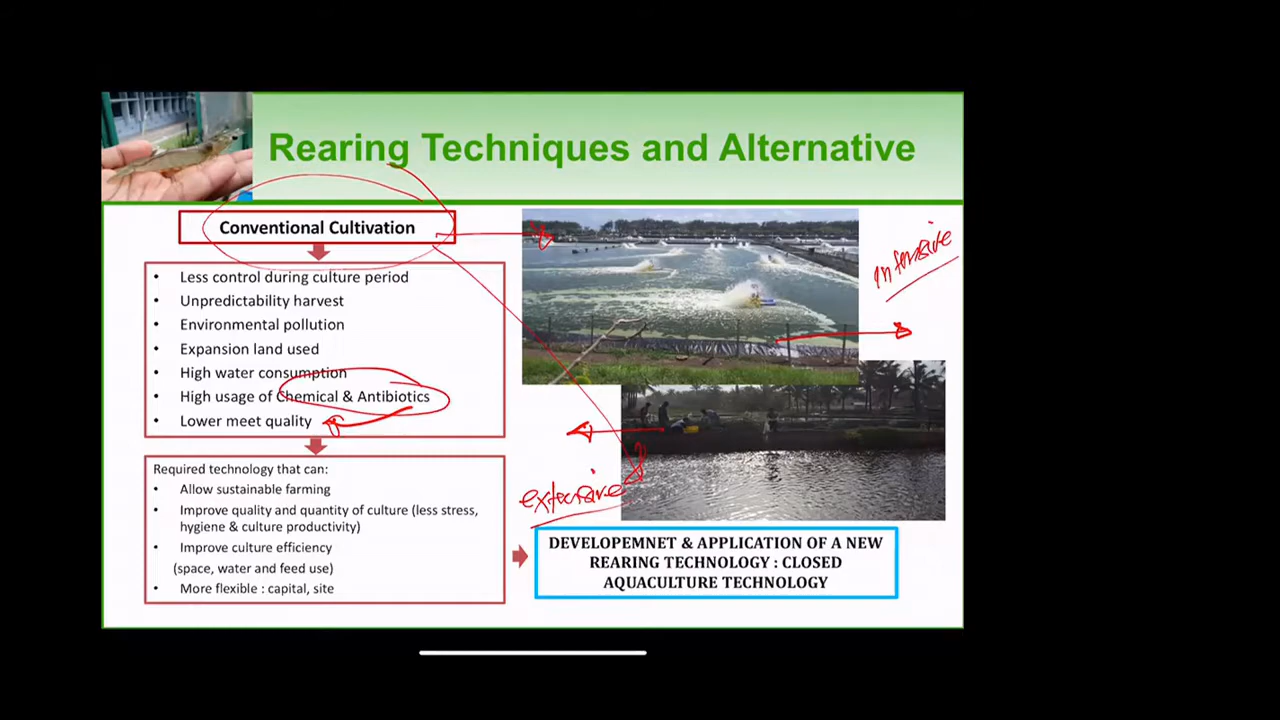 Rearing Techniques and Alternative
Conventional Cultivation
• Less control during culture period
• Unpredictability harvest
• Environmental pollution
• Expansion land used
• High water consumption
• High usage of Chemical & Antibiotics
• Lower meet quality
Required technology that can:
• Allow sustainable farming
• Improve quality and quantity of culture (less stress,
hygiene & culture productivity)
• Improve culture efficiency
(space, water and feed use)
• More flexible : capital, site
intensive
extensive
DEVELOPEMNET & APPLICATION OF A NEW
REARING TECHNOLOGY : CLOSED
AQUACULTURE TECHNOLOGY